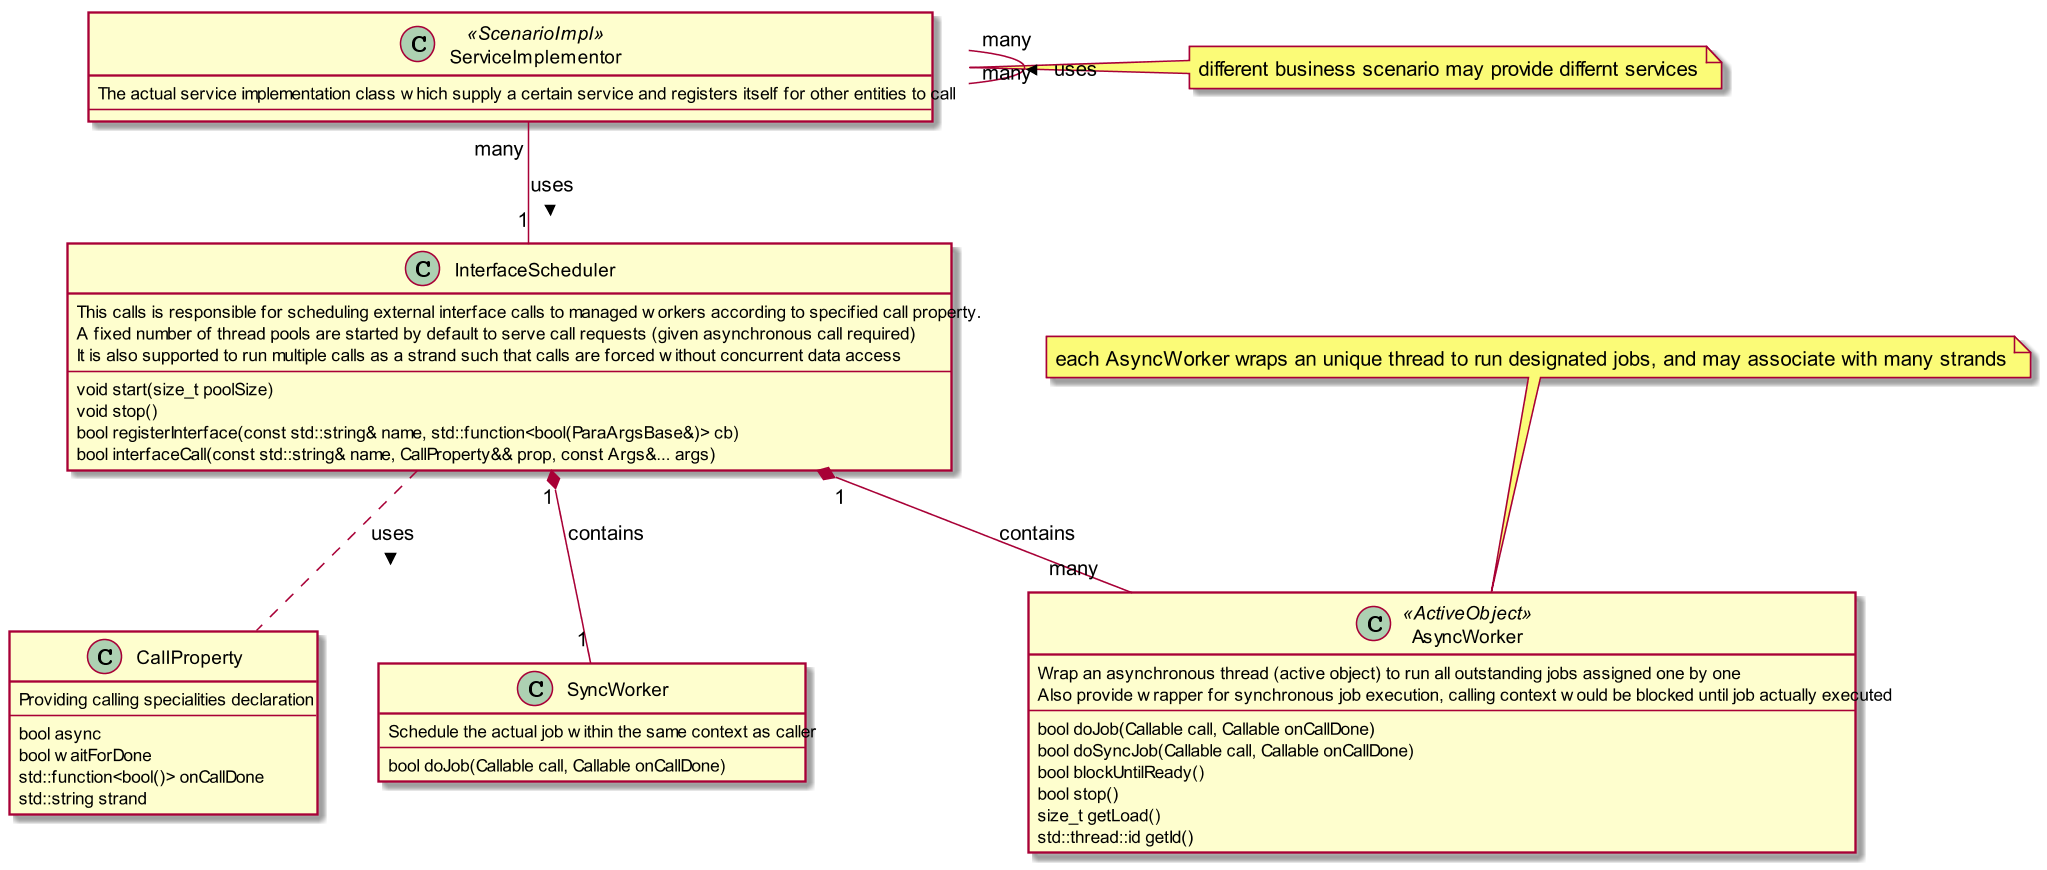 C
«ScenarioImpl»
ServiceImplementor
The actual service implementation class which supply a certain service and registers itself for other entities to call
many
many
uses
different business scenario may provide differnt services
many
uses
1
C
InterfaceScheduler
This calls is responsible for scheduling external interface calls to managed workers according to specified call property.
A fixed number of thread pools are started by default to serve call requests (given asynchronous call required)
It is also supported to run multiple calls as a strand such that calls are forced without concurrent data access
void start(size_t poolSize)
void stop()
bool registerInterface(const std::string& name, std::function<bool(ParaArgsBase&)> cb)
bool interfaceCall(const std::string& name, CallProperty&& prop, const Args&... args)
each AsyncWorker wraps an unique thread to run designated jobs, and may associate with many strands
uses
1
contains
1
1
contains
many
C
CallProperty
Providing calling specialities declaration
bool async
bool waitForDone
std::function<bool()> onCallDone
std::string strand
C
SyncWorker
Schedule the actual job within the same context as caller
bool doJob(Callable call, Callable onCallDone)
C
«ActiveObject»
AsyncWorker
Wrap an asynchronous thread (active object) to run all outstanding jobs assigned one by one
Also provide wrapper for synchronous job execution, calling context would be blocked until job actually executed
bool doJob(Callable call, Callable onCallDone)
bool doSyncJob(Callable call, Callable onCallDone)
bool blockUntilReady()
bool stop()
size_t getLoad()
std::thread::id getId()